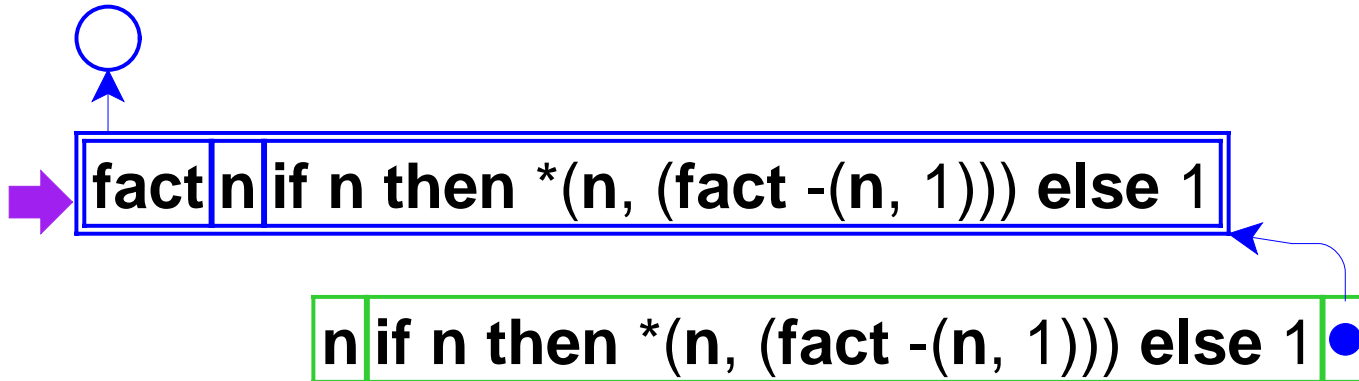 fact n if n then *(n, (fact -(n, 1))) else 1
n if n then *(n, (fact -(n, 1))) else 1